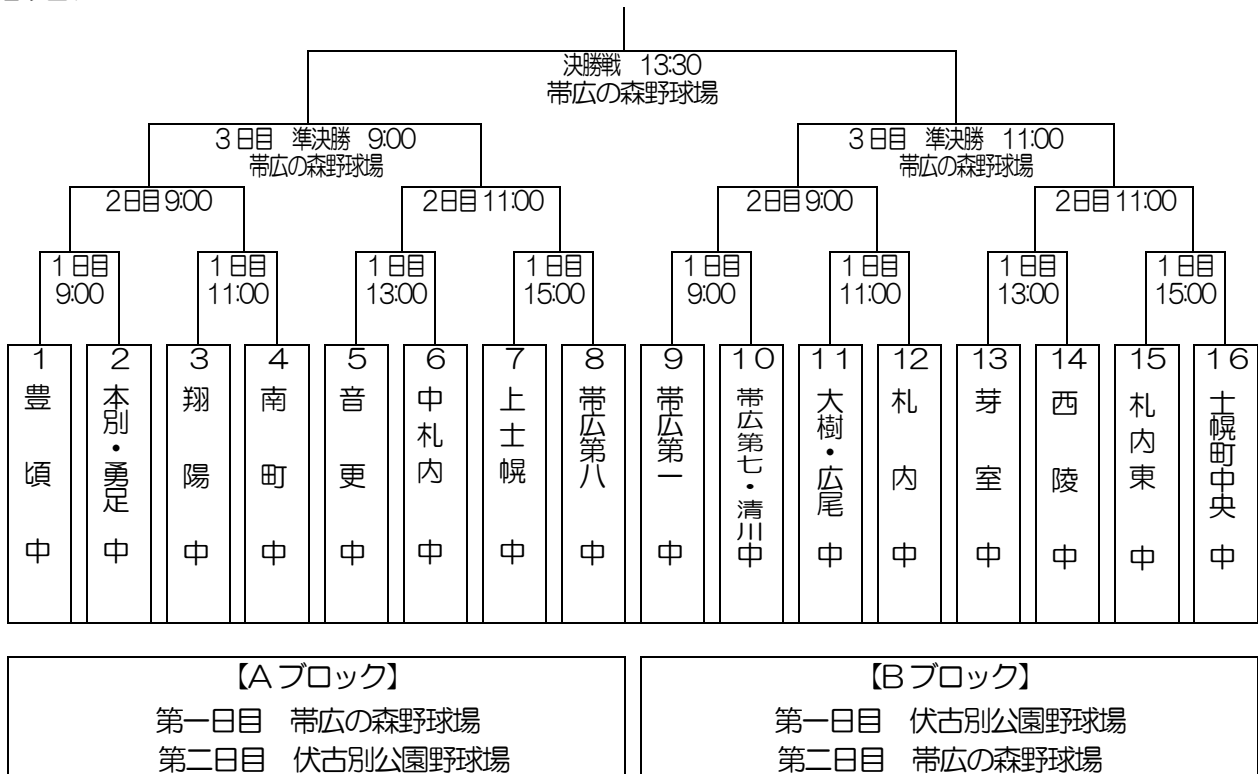 決勝戦 13:30
帯広の森野球場
3日目 準決勝 9:00
帯広の森野球場
3日目 準決勝 11:00
帯広の森野球場
2日目 9:00
2日目 11:00
2日目 9:00
2日目 11:00
1日目
9:00
1日目
11:00
1日目
13:00
1日目
15:00
1日目
9:00
1日目
11:00
1日目
13:00
1日目
15:00
1
豊頃中
2
本別・勇足中
3
翔陽中
4
南町中
5
音更中
6
中札内中
7
上士幌中
8
帯広第八中
9
帯広第一中
10
帯広第七・清川中
11
大樹・広尾中
12
札内中
13
芽室中
14
西陵中
15
札内東中
16
士幌町中央中
【Aブロック】
第一日目 帯広の森野球場
第二日目 伏古別公園野球場
【Bブロック】
第一日目 伏古別公園野球場
第二日目 帯広の森野球場